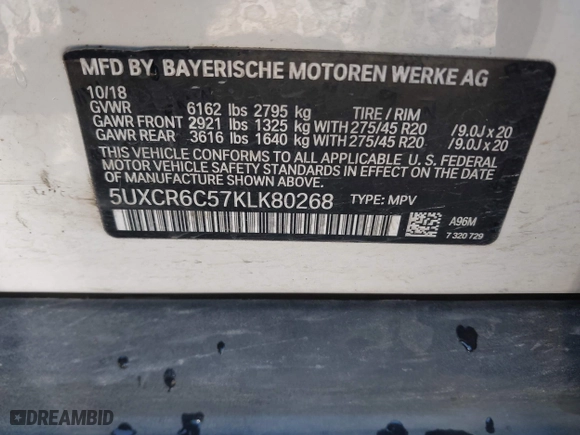 MFD BY. BAYERISCHE MOTOREN WERKE AG
10/18
GVWR 6162 lbs 2795 kg TIRE / RIM
GAWR FRONT 2921 lbs 1325 kg WITH 275/45 R20 /9.0J x 20
GAWR REAR 3616 lbs 1640 kg WITH 275/45 R20 /9.0J x 20
THIS VEHICLE CONFORMS TO ALL APPLICABLE U. S. FEDERAL
MOTOR VEHICLE SAFETY STANDARDS IN EFFECT ON THE DATE
OF MANUFACTURE SHOWN ABOVE.
5UXCR6C57KLK80268 TYPE: MPV
A96M
7 320 729
DREAMBID